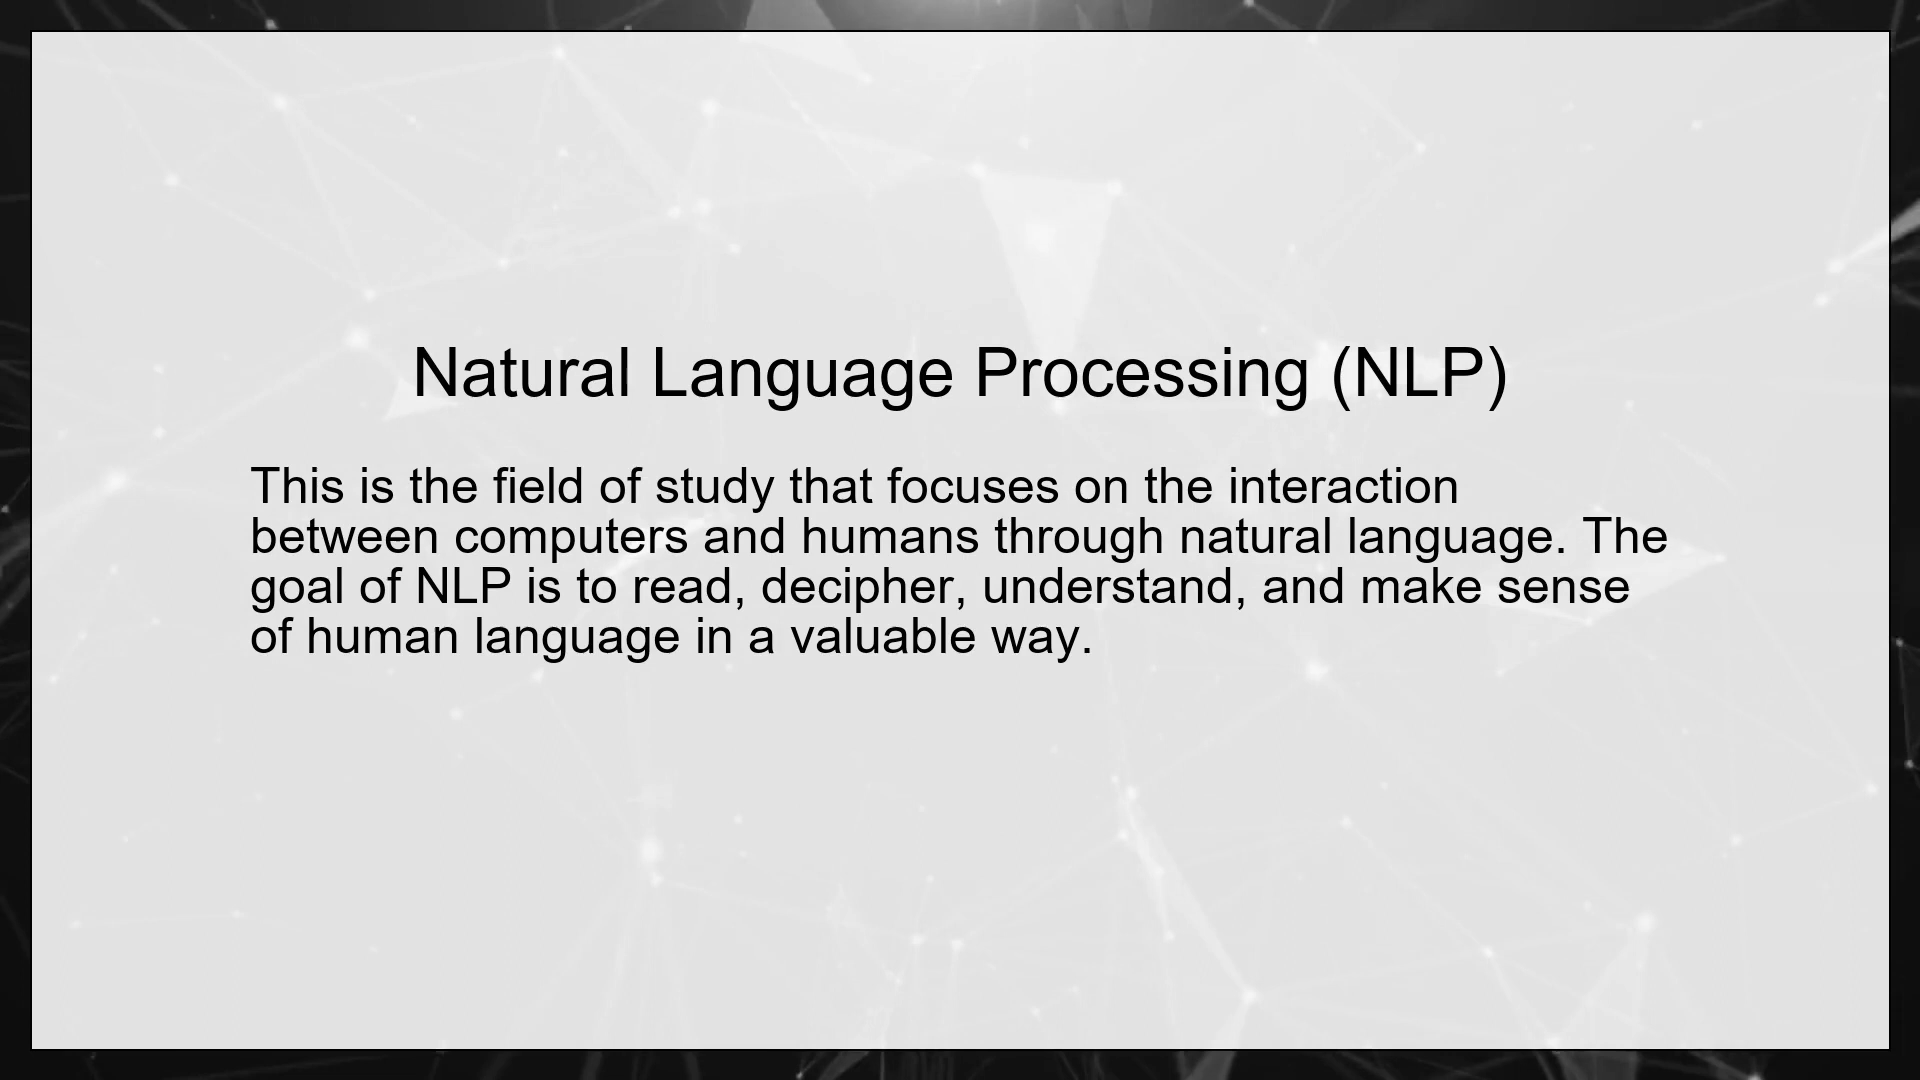 Natural Language Processing (NLP)
This is the field of study that focuses on the interaction
between computers and humans through natural language. The
goal of NLP is to read, decipher, understand, and make sense
of human language in a valuable way.